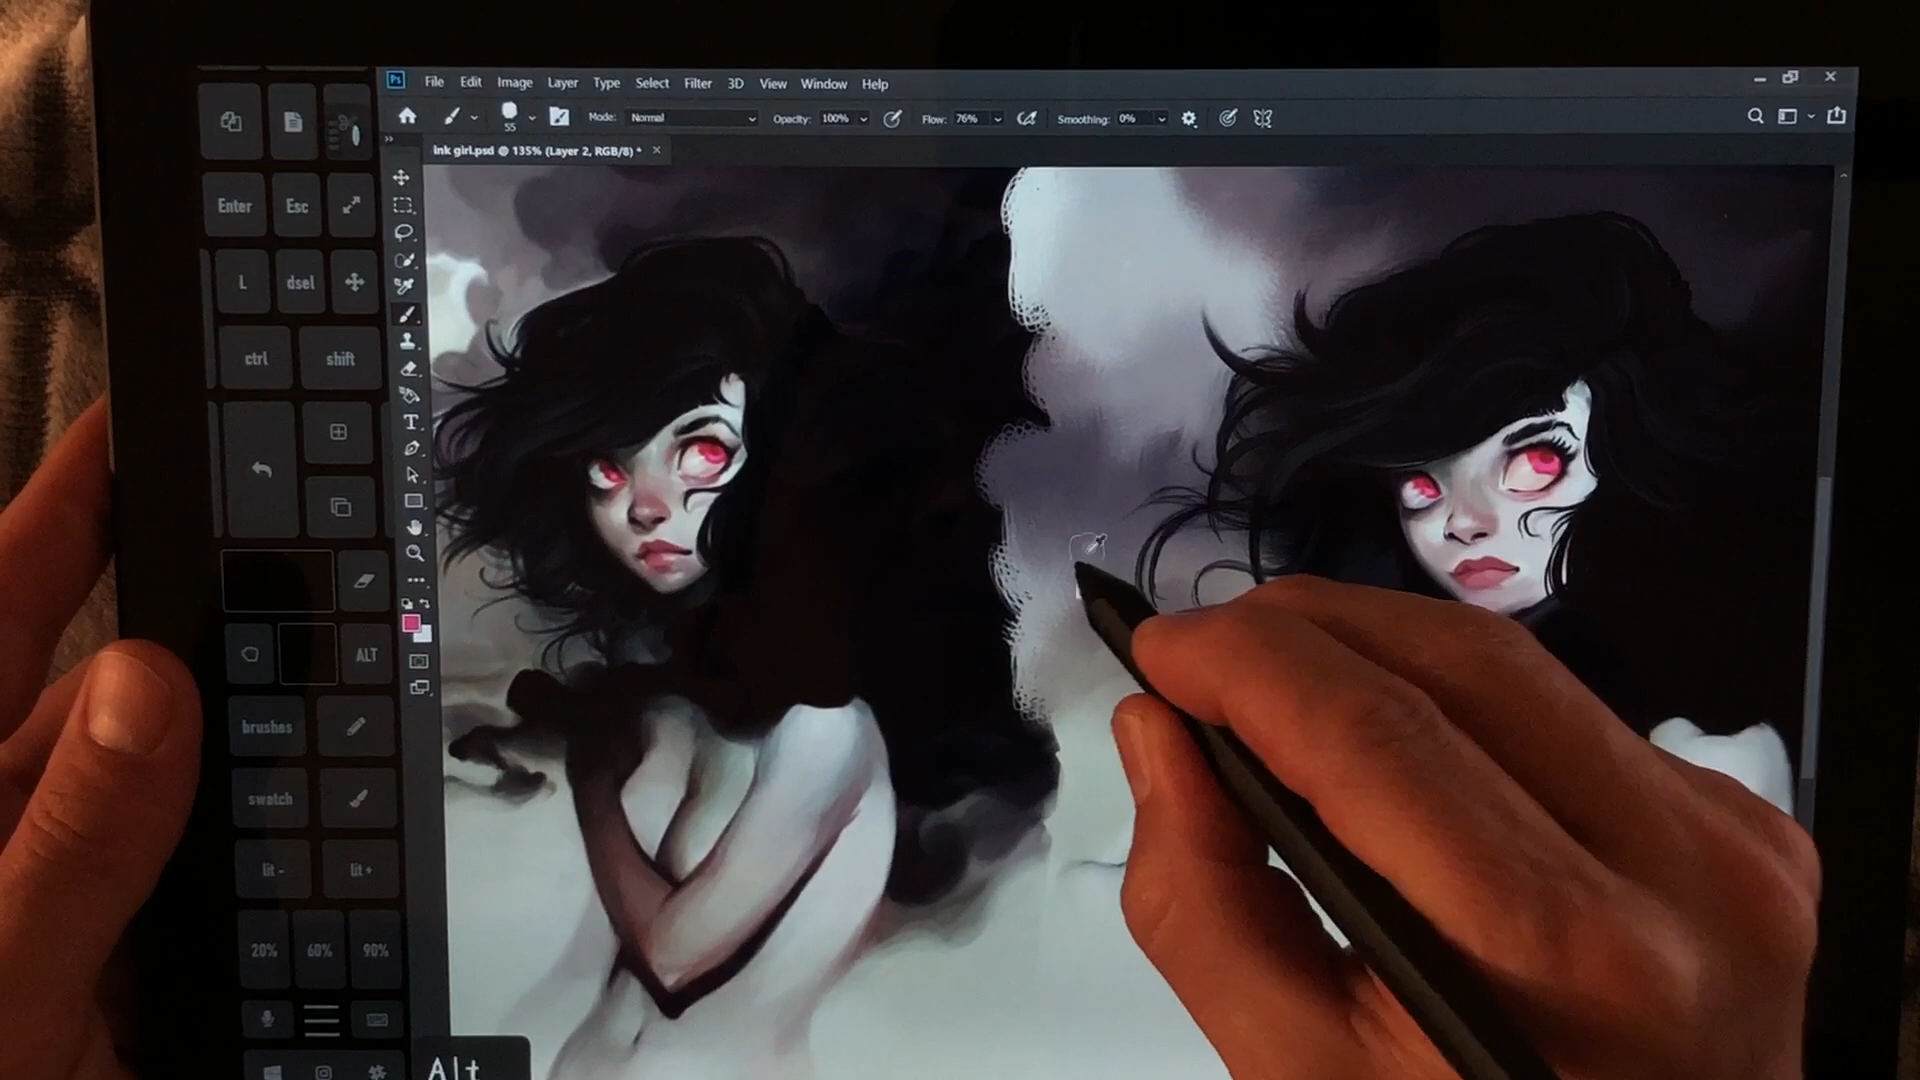 Ps File Edit Image Layer Type Select Filter 3D View Window Help
55 Mode: Normal Opacity: 100% Flow: 76% Smoothing: 0%
ink girl.psd @ 135% (Layer 2, RGB/8) *
Enter Esc
L dsel
ctrl shift
T
ALT
brushes
swatch
lit - lit +
20% 60% 90%
Alt